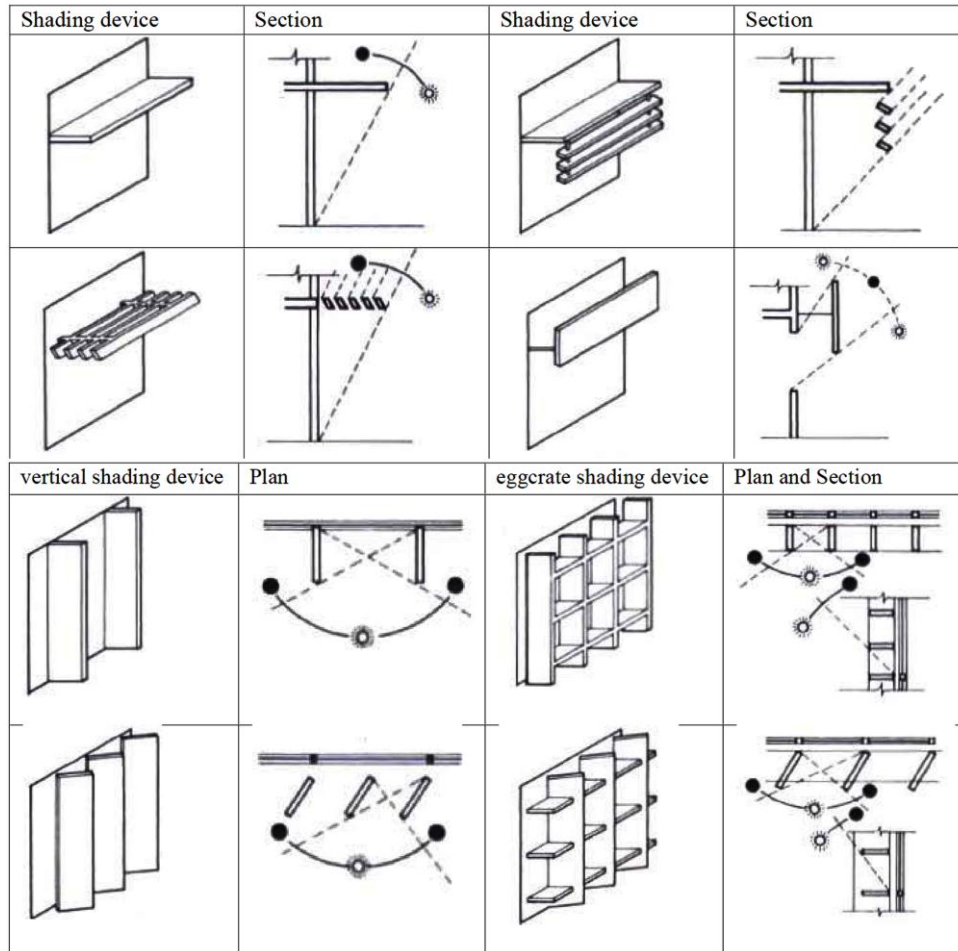 Shading device
Section
Shading device
Section
vertical shading device
Plan
eggcrate shading device
Plan and Section